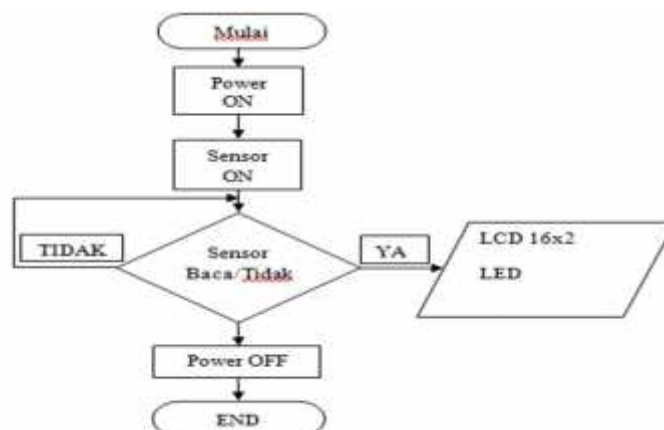 Mulai
Power
ON
Sensor
ON
TIDAK
Sensor
Baca/Tidak
YA
LCD 16x2
LED
Power OFF
END